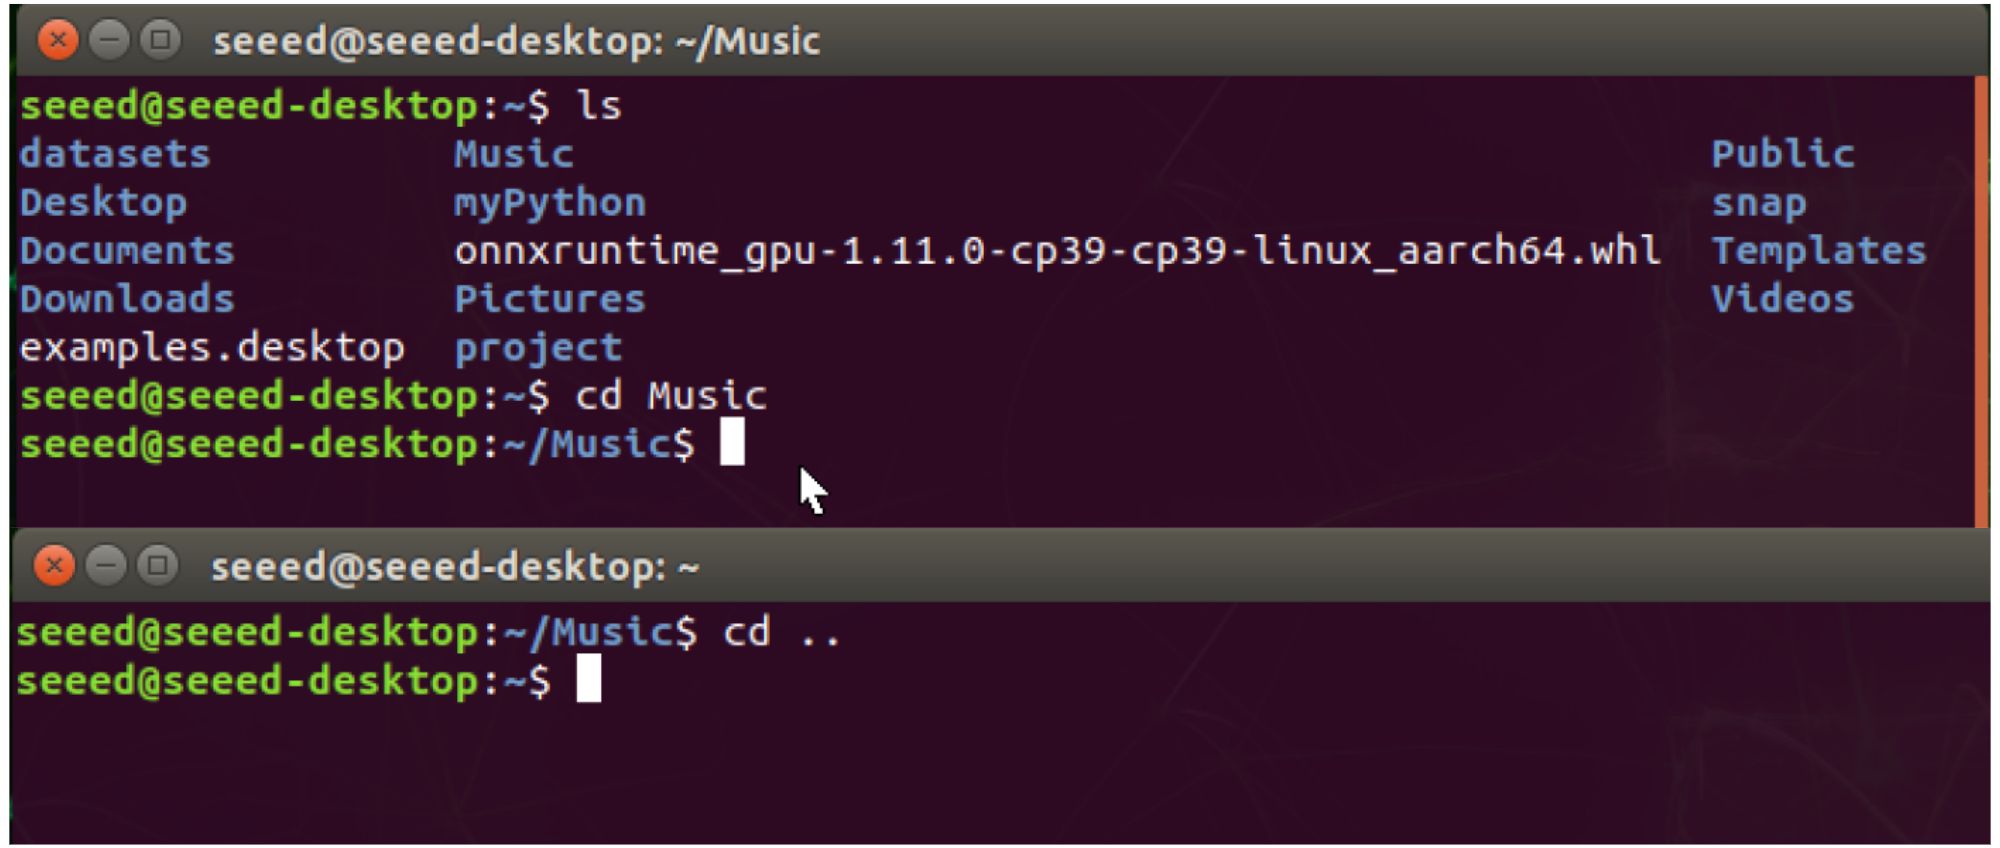 seeed@seeed-desktop: ~/Music
seeed@seeed-desktop:~$ ls
datasets Music Public
Desktop myPython snap
Documents onnxruntime_gpu-1.11.0-cp39-cp39-linux_aarch64.whl Templates
Downloads Pictures Videos
examples.desktop project
seeed@seeed-desktop:~$ cd Music
seeed@seeed-desktop:~/Music$
seeed@seeed-desktop: ~
seeed@seeed-desktop:~/Music$ cd ..
seeed@seeed-desktop:~$